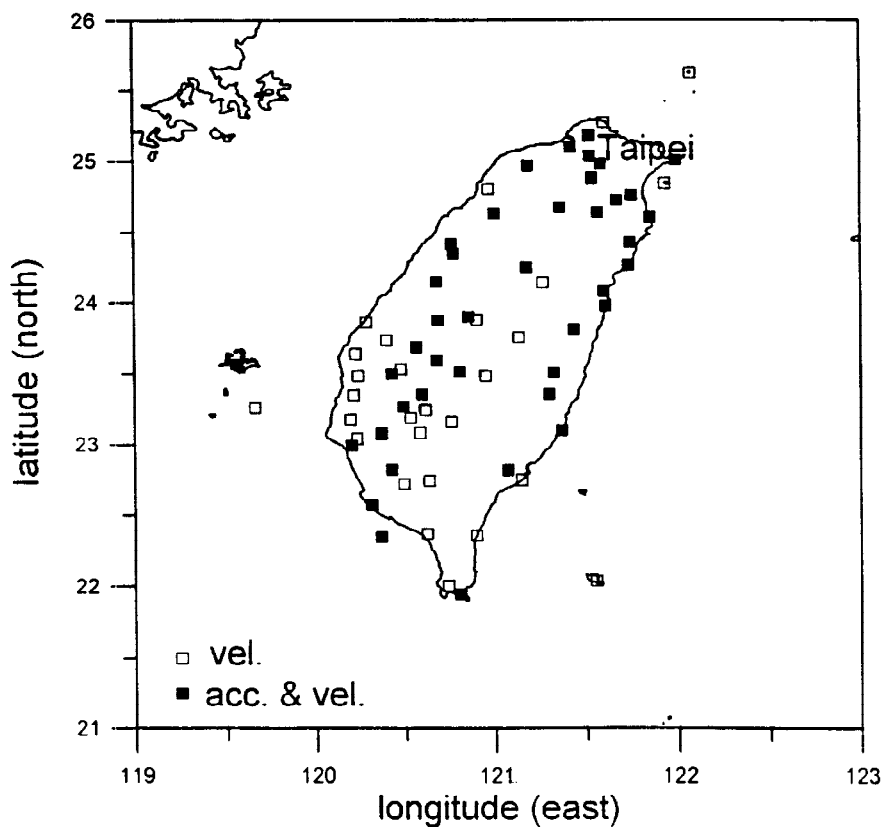 26
25
24
23
22
21
latitude (north)
Taipei
vel.
acc. & vel.
119
120
121
122
123
longitude (east)